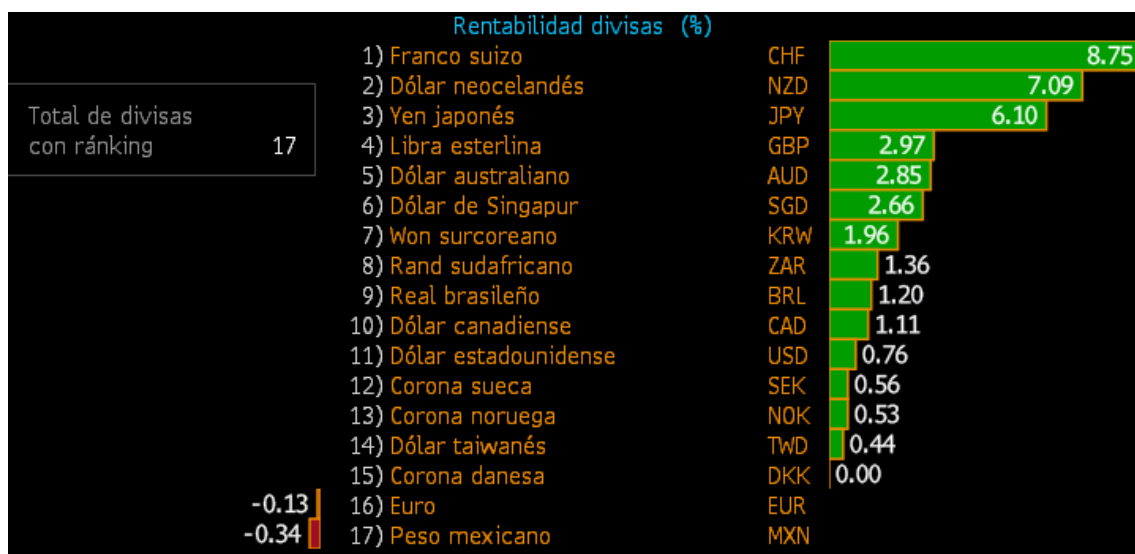 Rentabilidad divisas (%)
Total de divisas
con ránking 17
1) Franco suizo CHF 8.75
2) Dólar neocelandés NZD 7.09
3) Yen japonés JPY 6.10
4) Libra esterlina GBP 2.97
5) Dólar australiano AUD 2.85
6) Dólar de Singapur SGD 2.66
7) Won surcoreano KRW 1.96
8) Rand sudafricano ZAR 1.36
9) Real brasileño BRL 1.20
10) Dólar canadiense CAD 1.11
11) Dólar estadounidense USD 0.76
12) Corona sueca SEK 0.56
13) Corona noruega NOK 0.53
14) Dólar taiwanés TWD 0.44
15) Corona danesa DKK 0.00
-0.13 16) Euro EUR
-0.34 17) Peso mexicano MXN